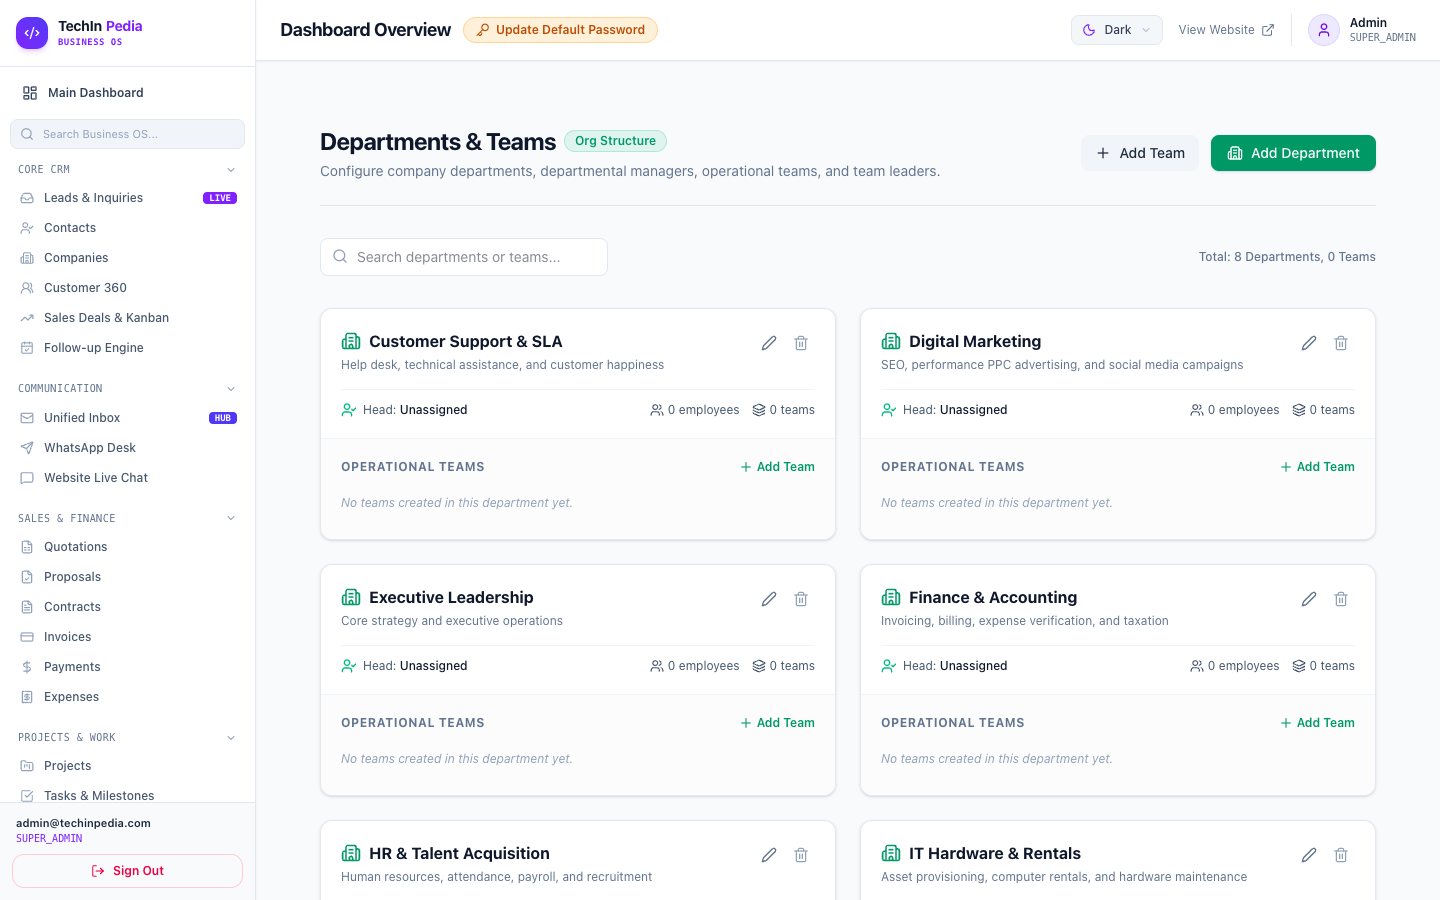 TechIn Pedia
BUSINESS OS
Main Dashboard
Search Business OS...
CORE CRM
Leads & Inquiries
LIVE
Contacts
Companies
Customer 360
Sales Deals & Kanban
Follow-up Engine
COMMUNICATION
Unified Inbox
HUB
WhatsApp Desk
Website Live Chat
SALES & FINANCE
Quotations
Proposals
Contracts
Invoices
Payments
Expenses
PROJECTS & WORK
Projects
Tasks & Milestones
admin@techinpedia.com
SUPER_ADMIN
Sign Out
Dashboard Overview
Update Default Password
Dark
View Website
Admin
SUPER_ADMIN
Departments & Teams
Org Structure
Configure company departments, departmental managers, operational teams, and team leaders.
Add Team
Add Department
Search departments or teams...
Total: 8 Departments, 0 Teams
Customer Support & SLA
Help desk, technical assistance, and customer happiness
Head: Unassigned
0 employees
0 teams
OPERATIONAL TEAMS
Add Team
No teams created in this department yet.
Digital Marketing
SEO, performance PPC advertising, and social media campaigns
Head: Unassigned
0 employees
0 teams
OPERATIONAL TEAMS
Add Team
No teams created in this department yet.
Executive Leadership
Core strategy and executive operations
Head: Unassigned
0 employees
0 teams
OPERATIONAL TEAMS
Add Team
No teams created in this department yet.
Finance & Accounting
Invoicing, billing, expense verification, and taxation
Head: Unassigned
0 employees
0 teams
OPERATIONAL TEAMS
Add Team
No teams created in this department yet.
HR & Talent Acquisition
Human resources, attendance, payroll, and recruitment
IT Hardware & Rentals
Asset provisioning, computer rentals, and hardware maintenance